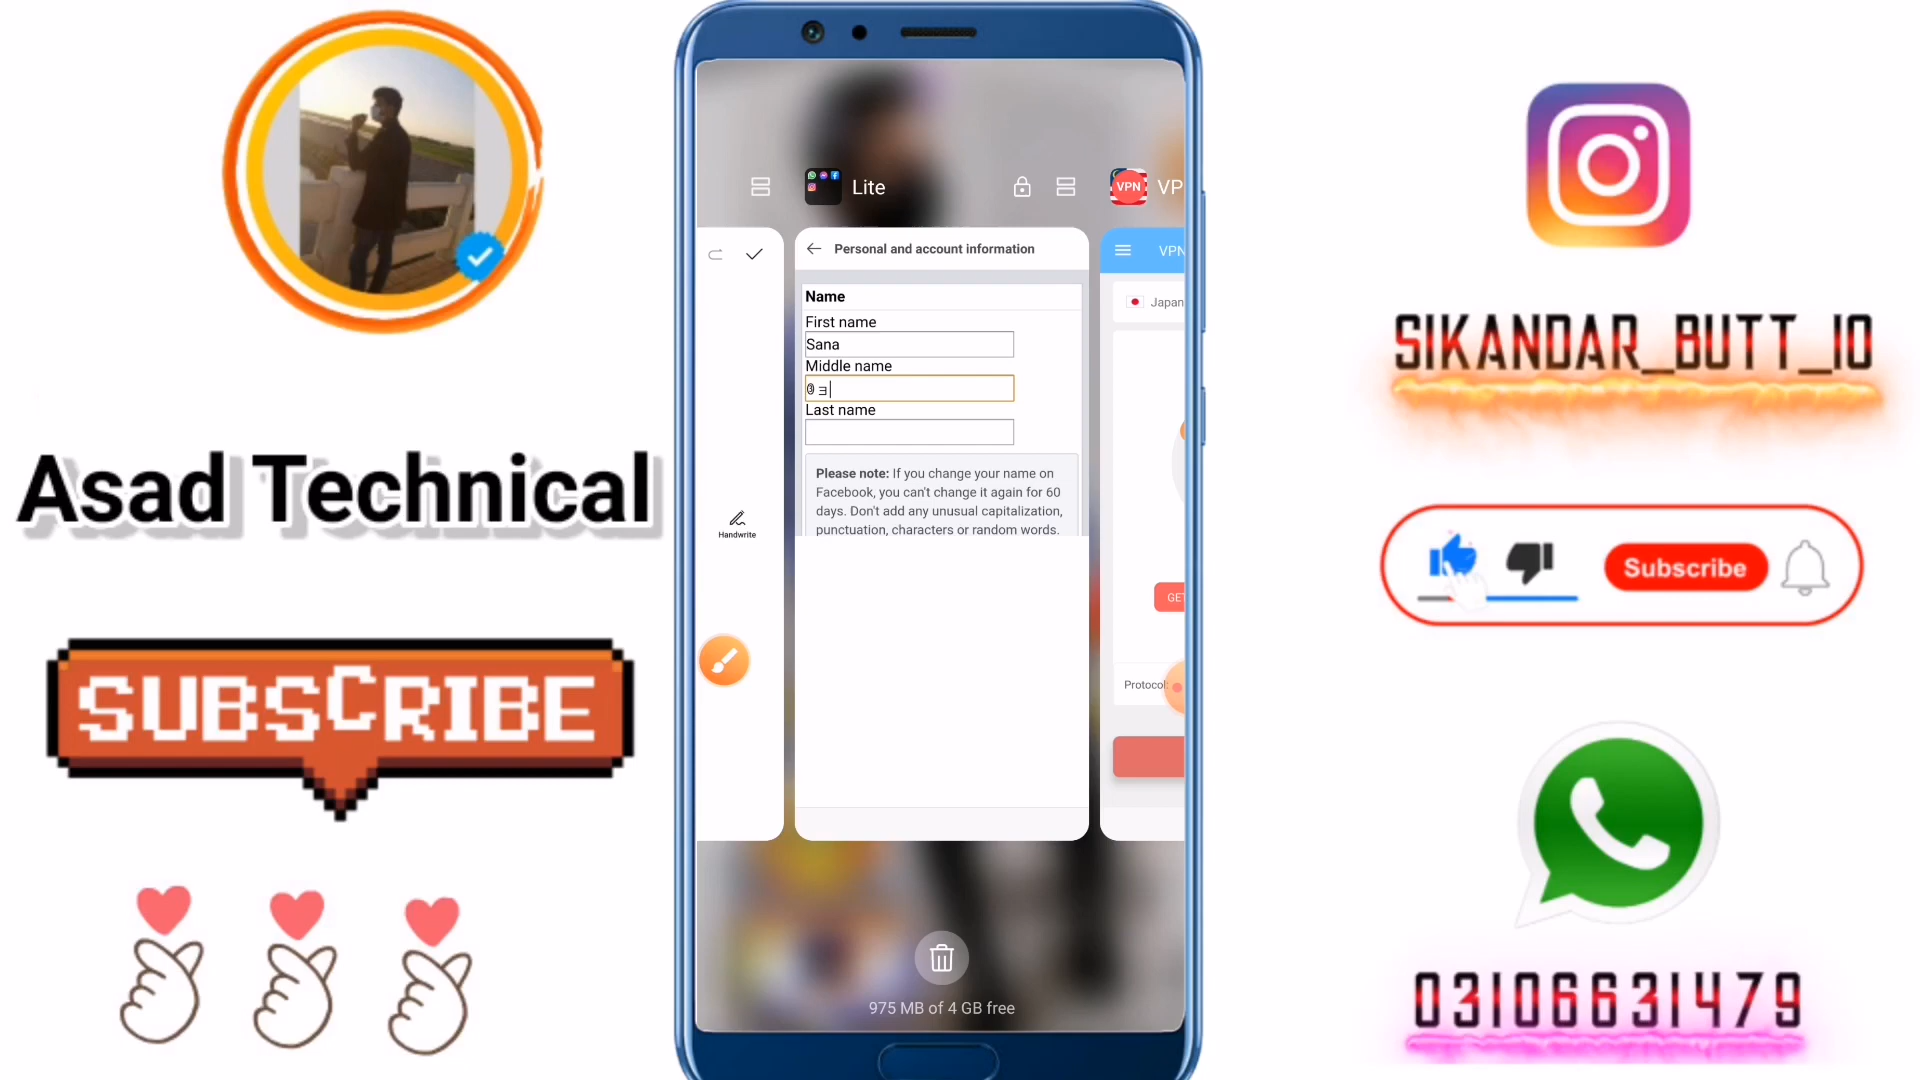 Asad Technical
SUBSCRIBE
Lite
VPN
VP
Personal and account information
Name
First name
Sana
Middle name
Last name
Please note: If you change your name on
Facebook, you can't change it again for 60
days. Don't add any unusual capitalization,
punctuation, characters or random words.
Handwrite
VPN
Japan
GET
Protocol:
975 MB of 4 GB free
SIKANDAR_BUTT_10
Subscribe
03106631479